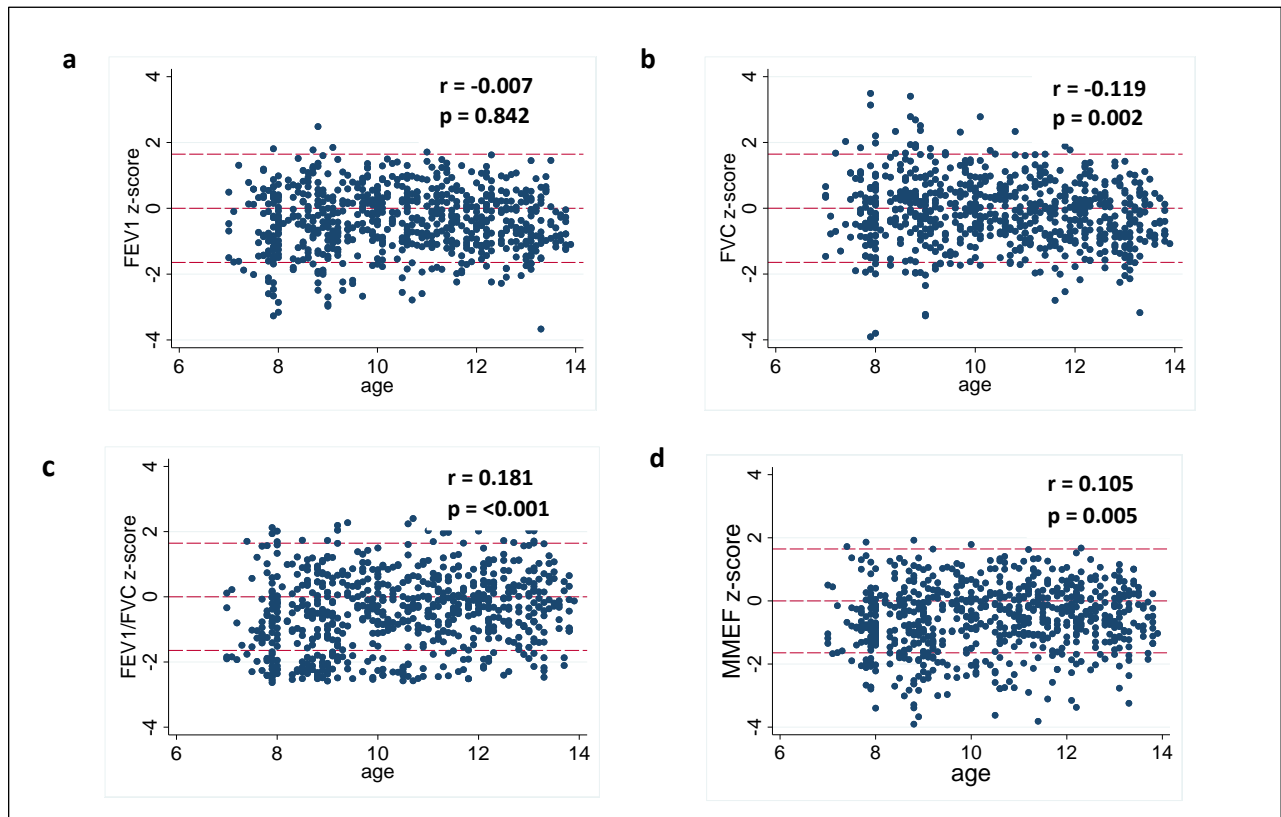 a
r = -0.007
p = 0.842
FEV1 z-score
4
2
0
-2
-4
6 8 10 12 14
age
b
r = -0.119
p = 0.002
FVC z-score
4
2
0
-2
-4
6 8 10 12 14
age
c
r = 0.181
p = <0.001
FEV1/FVC z-score
4
2
0
-2
-4
6 8 10 12 14
age
d
r = 0.105
p = 0.005
MMEF z-score
4
2
0
-2
-4
6 8 10 12 14
age